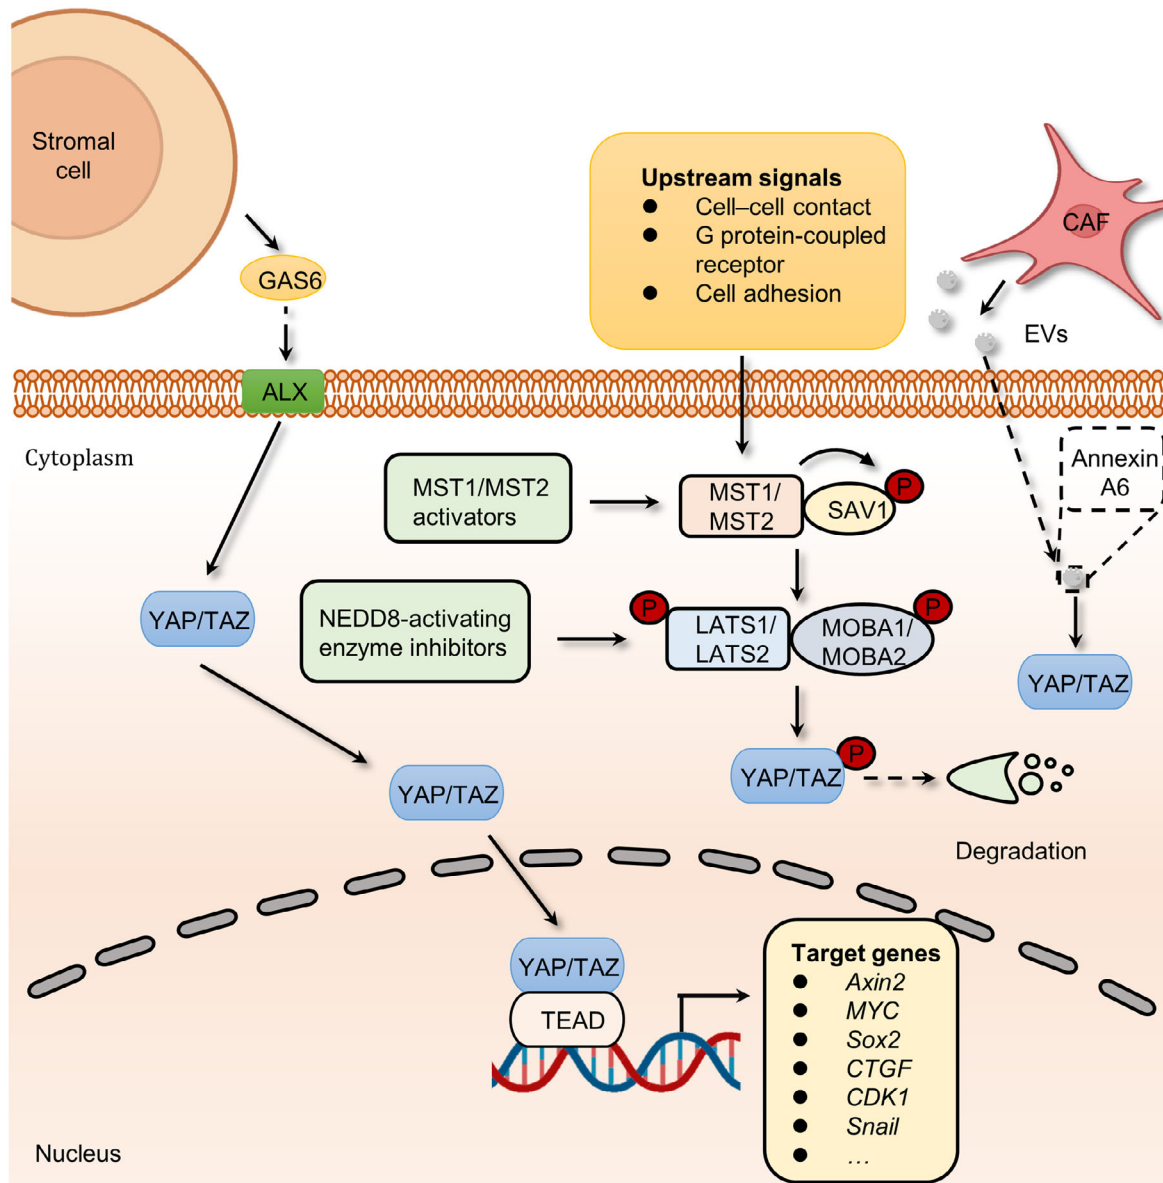 Stromal
cell
GAS6
ALX
Upstream signals
● Cell–cell contact
● G protein-coupled
receptor
● Cell adhesion
CAF
EVs
Cytoplasm
MST1/MST2
activators
MST1/
MST2
SAV1
P
Annexin
A6
YAP/TAZ
NEDD8-activating
enzyme inhibitors
P
LATS1/
LATS2
MOBA1/
MOBA2
P
YAP/TAZ
YAP/TAZ
P
YAP/TAZ
Degradation
YAP/TAZ
TEAD
Target genes
● Axin2
● MYC
● Sox2
● CTGF
● CDK1
● Snail
● ...
Nucleus